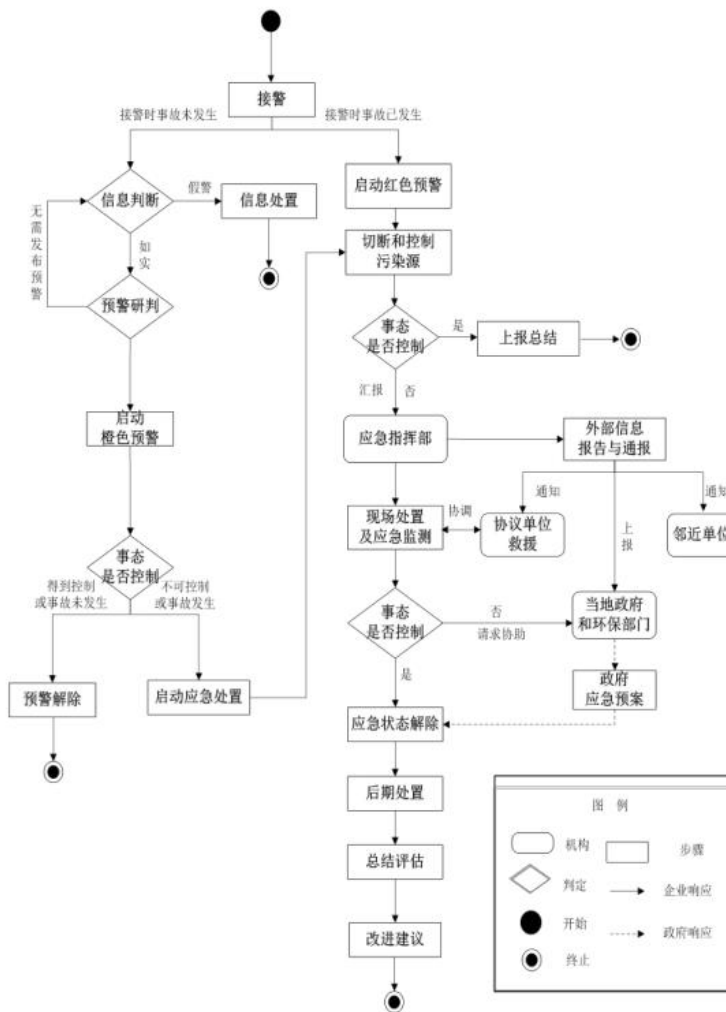 接警
接警时事故未发生
接警时事故已发生
信息判断
假警
信息处置
启动红色预警
无需发布预警
如实
切断和控制
污染源
预警研判
事态
是否控制
是
上报总结
汇报
否
启动
橙色预警
应急指挥部
外部信息
报告与通报
通知
通知
协调
现场处置
及应急监测
协议单位
救援
上报
邻近单位
事态
是否控制
得到控制
或事故未发生
不可控制
或事故发生
事态
是否控制
否
请求协助
当地政府
和环保部门
是
预警解除
启动应急处置
政府
应急预案
应急状态解除
后期处置
总结评估
改进建议
图 例
机构
步骤
判定
企业响应
开始
政府响应
终止